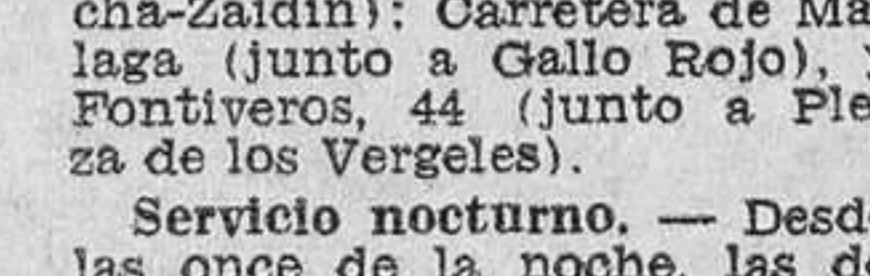 cha-Zaidín): Carretera de Má
laga (junto a Gallo Rojo), y
Fontiveros, 44 (junto a Ple
za de los Vergeles).
Servicio nocturno. — Desd
las once de la noche, las de